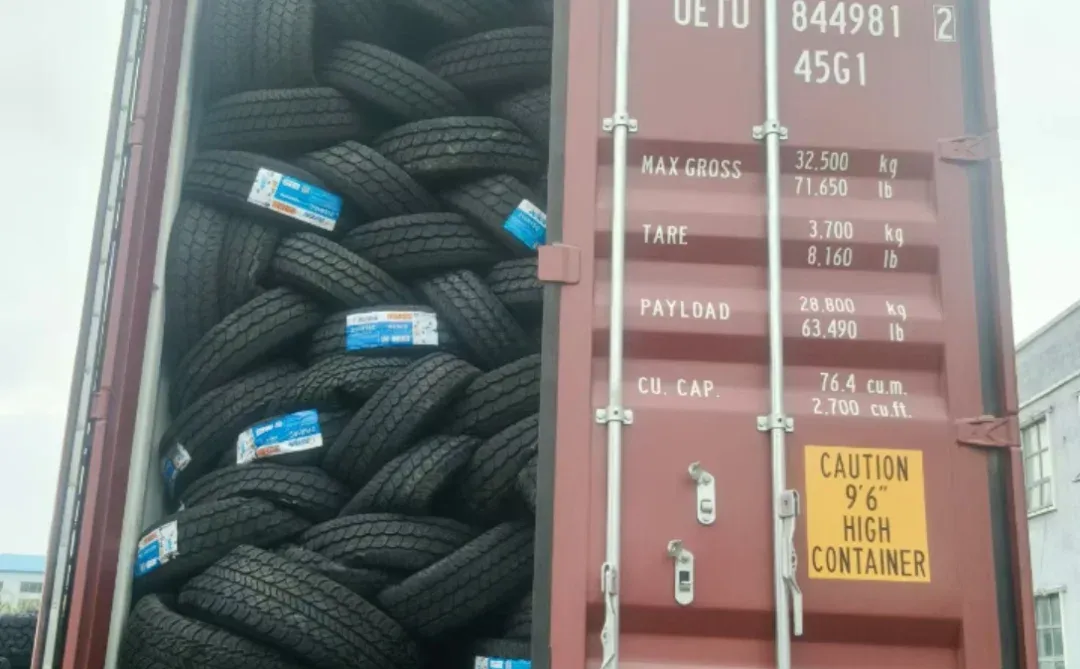 UETU 844981 2
45G1
MAX GROSS 32,500 kg
71,650 lb
TARE 3,700 kg
8,160 lb
PAYLOAD 28,800 kg
63,490 lb
CU. CAP. 76.4 cu.m.
2,700 cu.ft.
CAUTION
9'6"
HIGH
CONTAINER